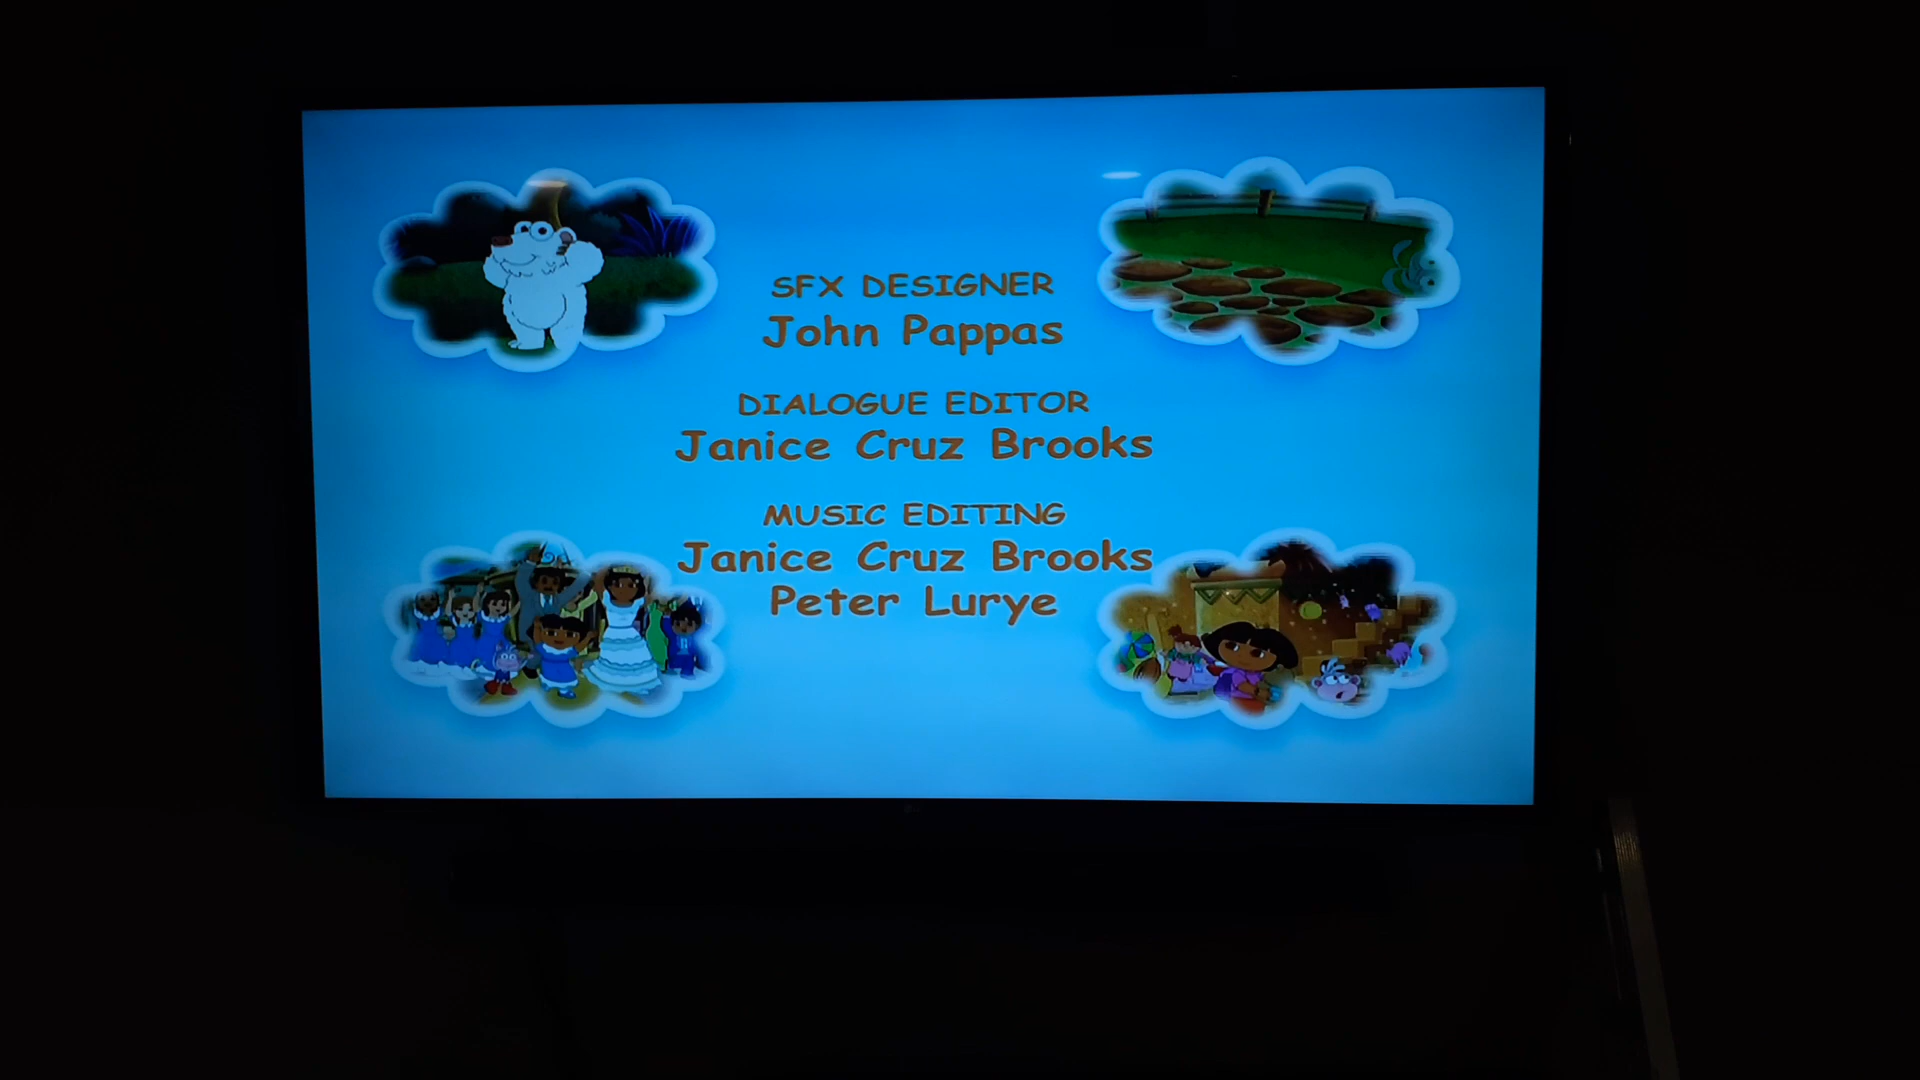 SFX DESIGNER
John Pappas
DIALOGUE EDITOR
Janice Cruz Brooks
MUSIC EDITING
Janice Cruz Brooks
Peter Lurye